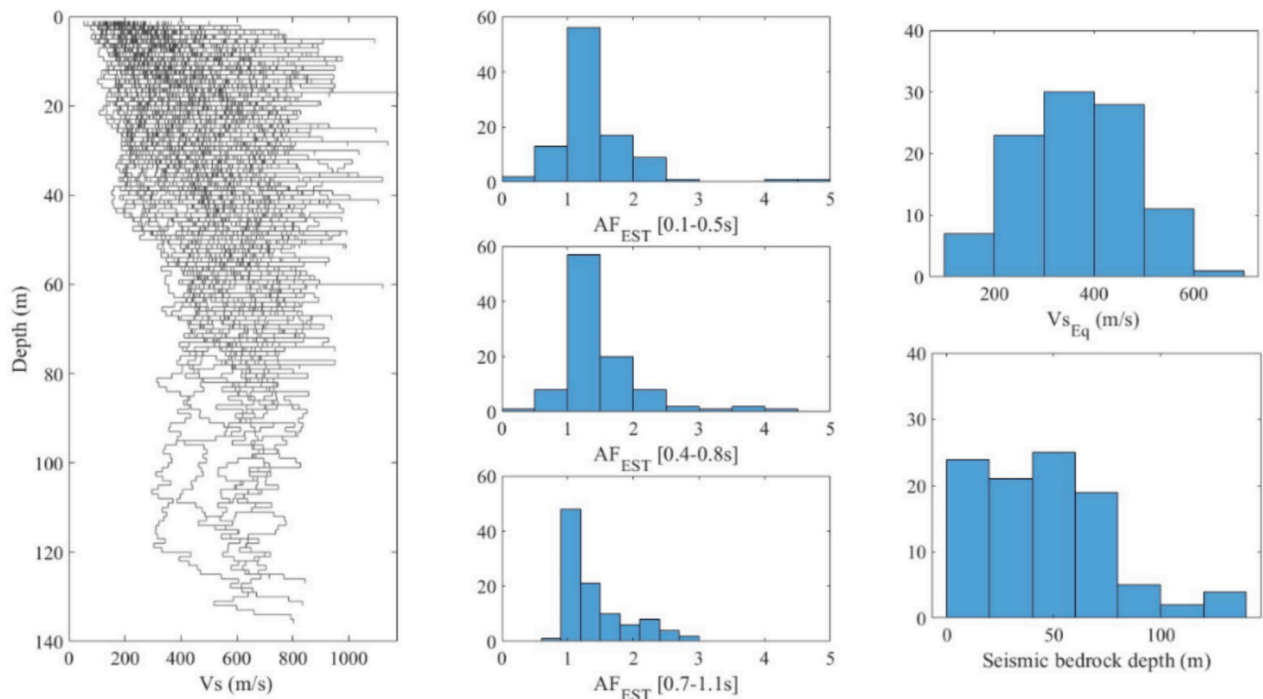 0
20
40
60
80
100
120
140
Depth (m)
0 200 400 600 800 1000
Vs (m/s)
60
40
20
0
0 1 2 3 4 5
AF_EST [0.1-0.5s]
60
40
20
0
0 1 2 3 4 5
AF_EST [0.4-0.8s]
60
40
20
0
0 1 2 3 4 5
AF_EST [0.7-1.1s]
40
30
20
10
0
200 400 600
Vs_Eq (m/s)
40
30
20
10
0
0 50 100
Seismic bedrock depth (m)